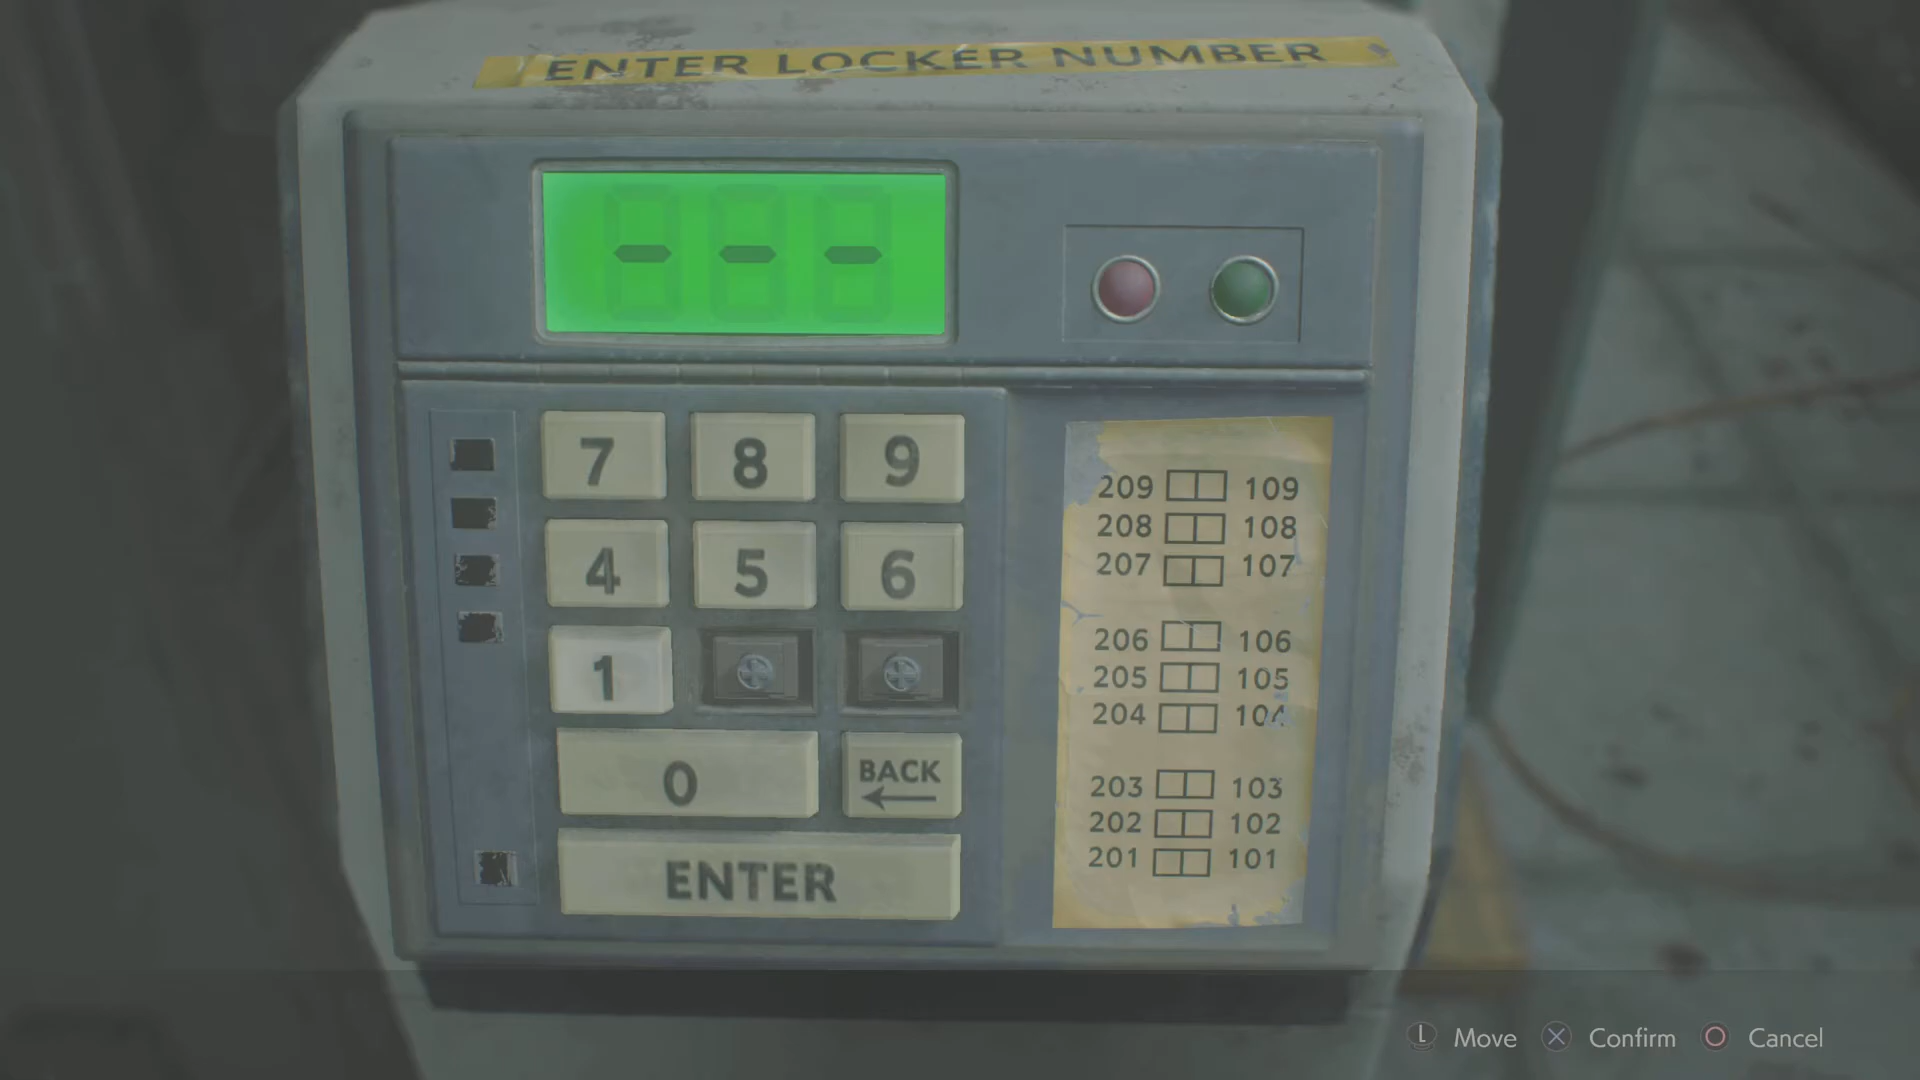 ENTER LOCKER NUMBER
- - -
7 8 9
4 5 6
1
0 BACK
ENTER
209 109
208 108
207 107
206 106
205 105
204 104
203 103
202 102
201 101
L Move Confirm Cancel